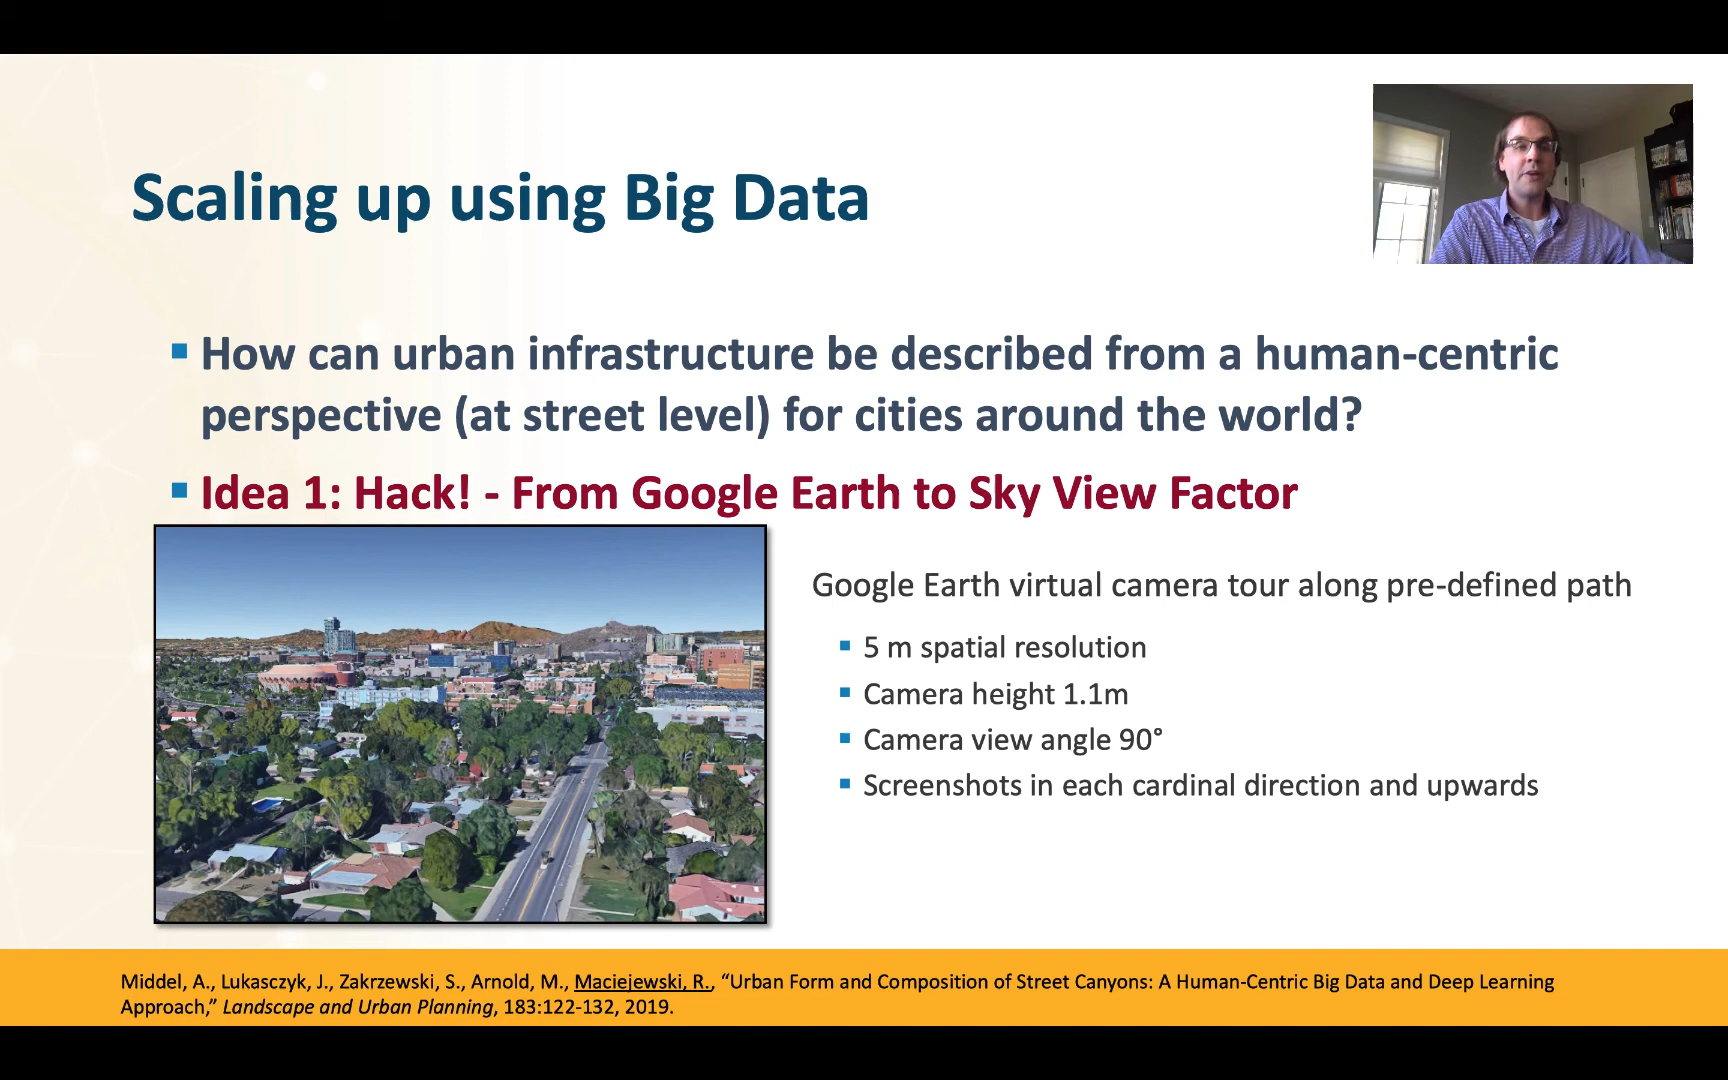 Scaling up using Big Data
How can urban infrastructure be described from a human-centric
perspective (at street level) for cities around the world?
Idea 1: Hack! - From Google Earth to Sky View Factor
Google Earth virtual camera tour along pre-defined path
5 m spatial resolution
Camera height 1.1m
Camera view angle 90°
Screenshots in each cardinal direction and upwards
Middel, A., Lukasczyk, J., Zakrzewski, S., Arnold, M., Maciejewski, R., “Urban Form and Composition of Street Canyons: A Human-Centric Big Data and Deep Learning
Approach,” Landscape and Urban Planning, 183:122-132, 2019.